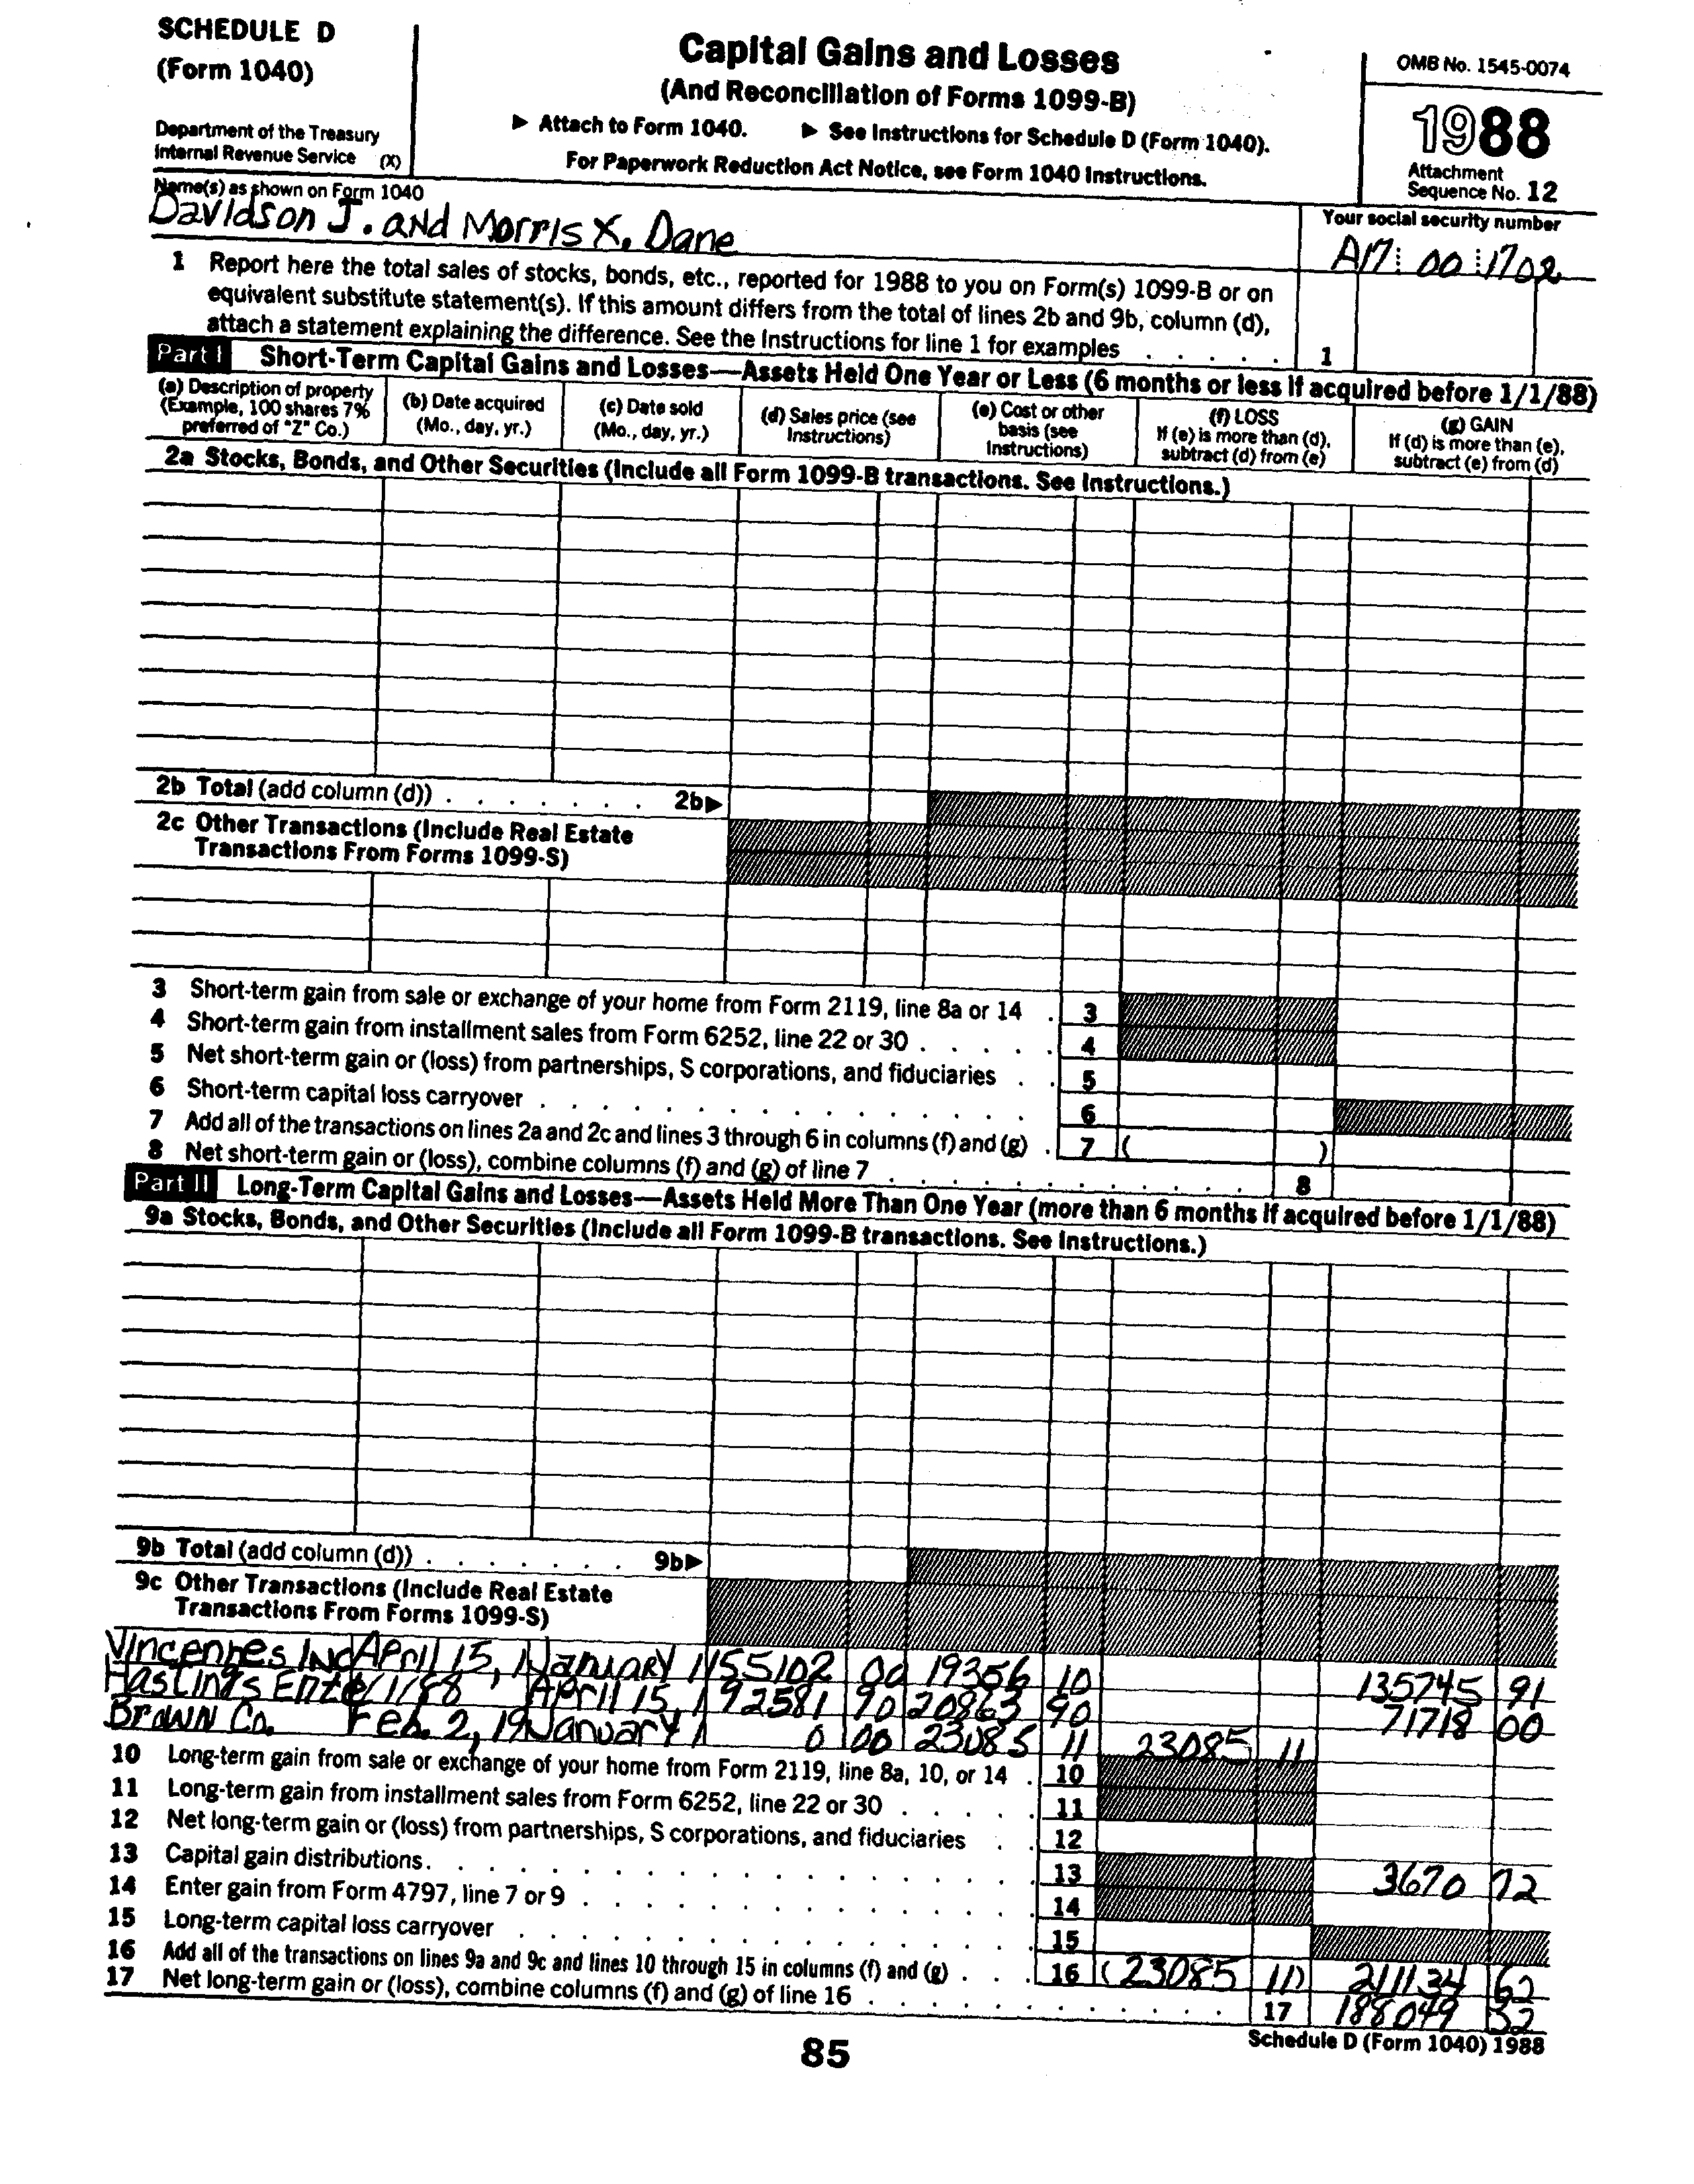 SCHEDULE D
(Form 1040)
Department of the Treasury
Internal Revenue Service (X)
Capital Gains and Losses
(And Reconciliation of Forms 1099-B)
▶ Attach to Form 1040. ▶ See Instructions for Schedule D (Form 1040).
For Paperwork Reduction Act Notice, see Form 1040 Instructions.
OMB No. 1545-0074
1988
Attachment
Sequence No. 12
Name(s) as shown on Form 1040
Davidson J. and Morris X. Dane
Your social security number
A17 00 1702
1 Report here the total sales of stocks, bonds, etc., reported for 1988 to you on Form(s) 1099-B or on
equivalent substitute statement(s). If this amount differs from the total of lines 2b and 9b, column (d),
attach a statement explaining the difference. See the Instructions for line 1 for examples . . . . . 1
Part I Short-Term Capital Gains and Losses—Assets Held One Year or Less (6 months or less if acquired before 1/1/88)
(a) Description of property
(Example, 100 shares 7%
preferred of "Z" Co.)
(b) Date acquired
(Mo., day, yr.)
(c) Date sold
(Mo., day, yr.)
(d) Sales price (see
Instructions)
(e) Cost or other
basis (see
Instructions)
(f) LOSS
If (e) is more than (d),
subtract (d) from (e)
(g) GAIN
If (d) is more than (e),
subtract (e) from (d)
2a Stocks, Bonds, and Other Securities (Include all Form 1099-B transactions. See Instructions.)
2b Total (add column (d)) . . . . . . . 2b▶
2c Other Transactions (Include Real Estate
Transactions From Forms 1099-S)
3 Short-term gain from sale or exchange of your home from Form 2119, line 8a or 14 . 3
4 Short-term gain from installment sales from Form 6252, line 22 or 30 . . . . . 4
5 Net short-term gain or (loss) from partnerships, S corporations, and fiduciaries . . 5
6 Short-term capital loss carryover . . . . . . . . . . . . . . . . 6
7 Add all of the transactions on lines 2a and 2c and lines 3 through 6 in columns (f) and (g) . 7 ( )
8 Net short-term gain or (loss), combine columns (f) and (g) of line 7 . . . . . . . . . . . 8
Part II Long-Term Capital Gains and Losses—Assets Held More Than One Year (more than 6 months if acquired before 1/1/88)
9a Stocks, Bonds, and Other Securities (Include all Form 1099-B transactions. See Instructions.)
9b Total (add column (d)) . . . . . . . 9b▶
9c Other Transactions (Include Real Estate
Transactions From Forms 1099-S)
Vincennes Inc April 15, 1 January 1 155102 00 19356 10 135745 91
Hastings Ente 1/1/88 April 15, 1 92581 90 20863 90 71718 00
Brown Co. Feb. 2, 19 January 1 0 00 23085 11 23085 11
10 Long-term gain from sale or exchange of your home from Form 2119, line 8a, 10, or 14 . 10
11 Long-term gain from installment sales from Form 6252, line 22 or 30 . . . . . 11
12 Net long-term gain or (loss) from partnerships, S corporations, and fiduciaries . . 12
13 Capital gain distributions . . . . . . . . . . . . . . . . 13 3670 72
14 Enter gain from Form 4797, line 7 or 9 . . . . . . . . . . . . 14
15 Long-term capital loss carryover . . . . . . . . . . . . . . 15
16 Add all of the transactions on lines 9a and 9c and lines 10 through 15 in columns (f) and (g) . . . 16 (23085 11) 211134 62
17 Net long-term gain or (loss), combine columns (f) and (g) of line 16 . . . . . . . . . . . 17 188049 52
Schedule D (Form 1040) 1988
85